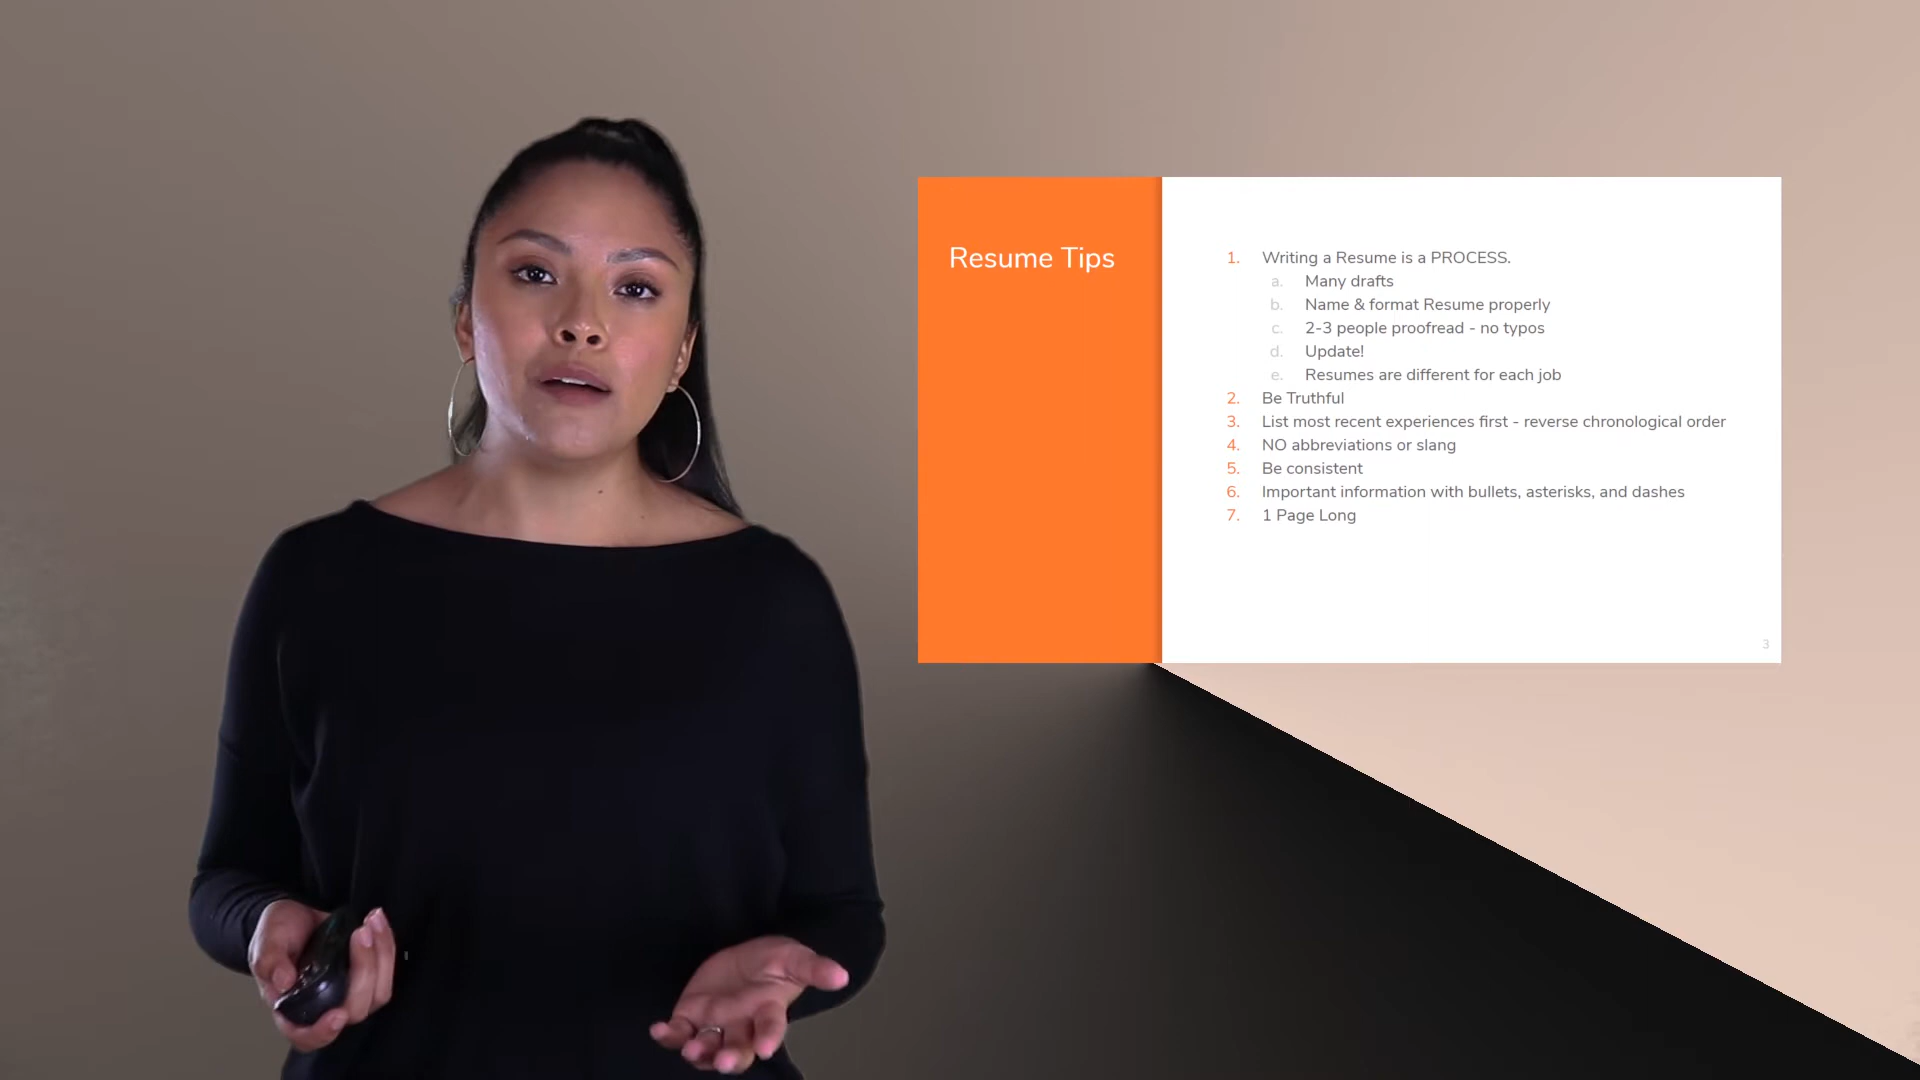 Resume Tips
1. Writing a Resume is a PROCESS.
a. Many drafts
b. Name & format Resume properly
c. 2-3 people proofread - no typos
d. Update!
e. Resumes are different for each job
2. Be Truthful
3. List most recent experiences first - reverse chronological order
4. NO abbreviations or slang
5. Be consistent
6. Important information with bullets, asterisks, and dashes
7. 1 Page Long
3